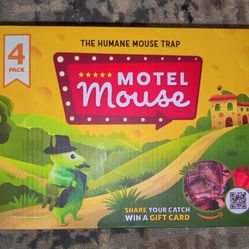 4
PACK
THE HUMANE MOUSE TRAP
MOTEL
Mouse
SHARE YOUR CATCH
WIN A GIFT CARD